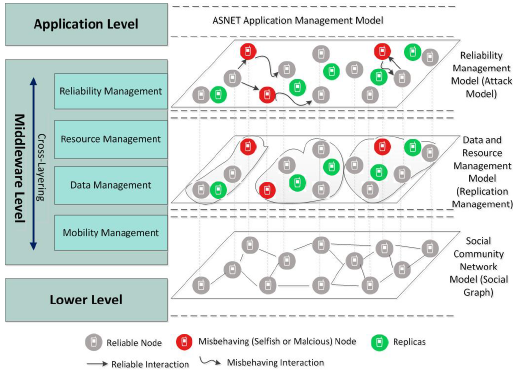 Application Level
ASNET Application Management Model
Middleware Level
Cross-Layering
Reliability Management
Resource Management
Data Management
Mobility Management
Reliability
Management
Model (Attack
Model)
Data and
Resource
Management
Model
(Replication
Management)
Social
Community
Network
Model (Social
Graph)
Lower Level
Reliable Node
Misbehaving (Selfish or Malcious) Node
Replicas
Reliable Interaction
Misbehaving Interaction